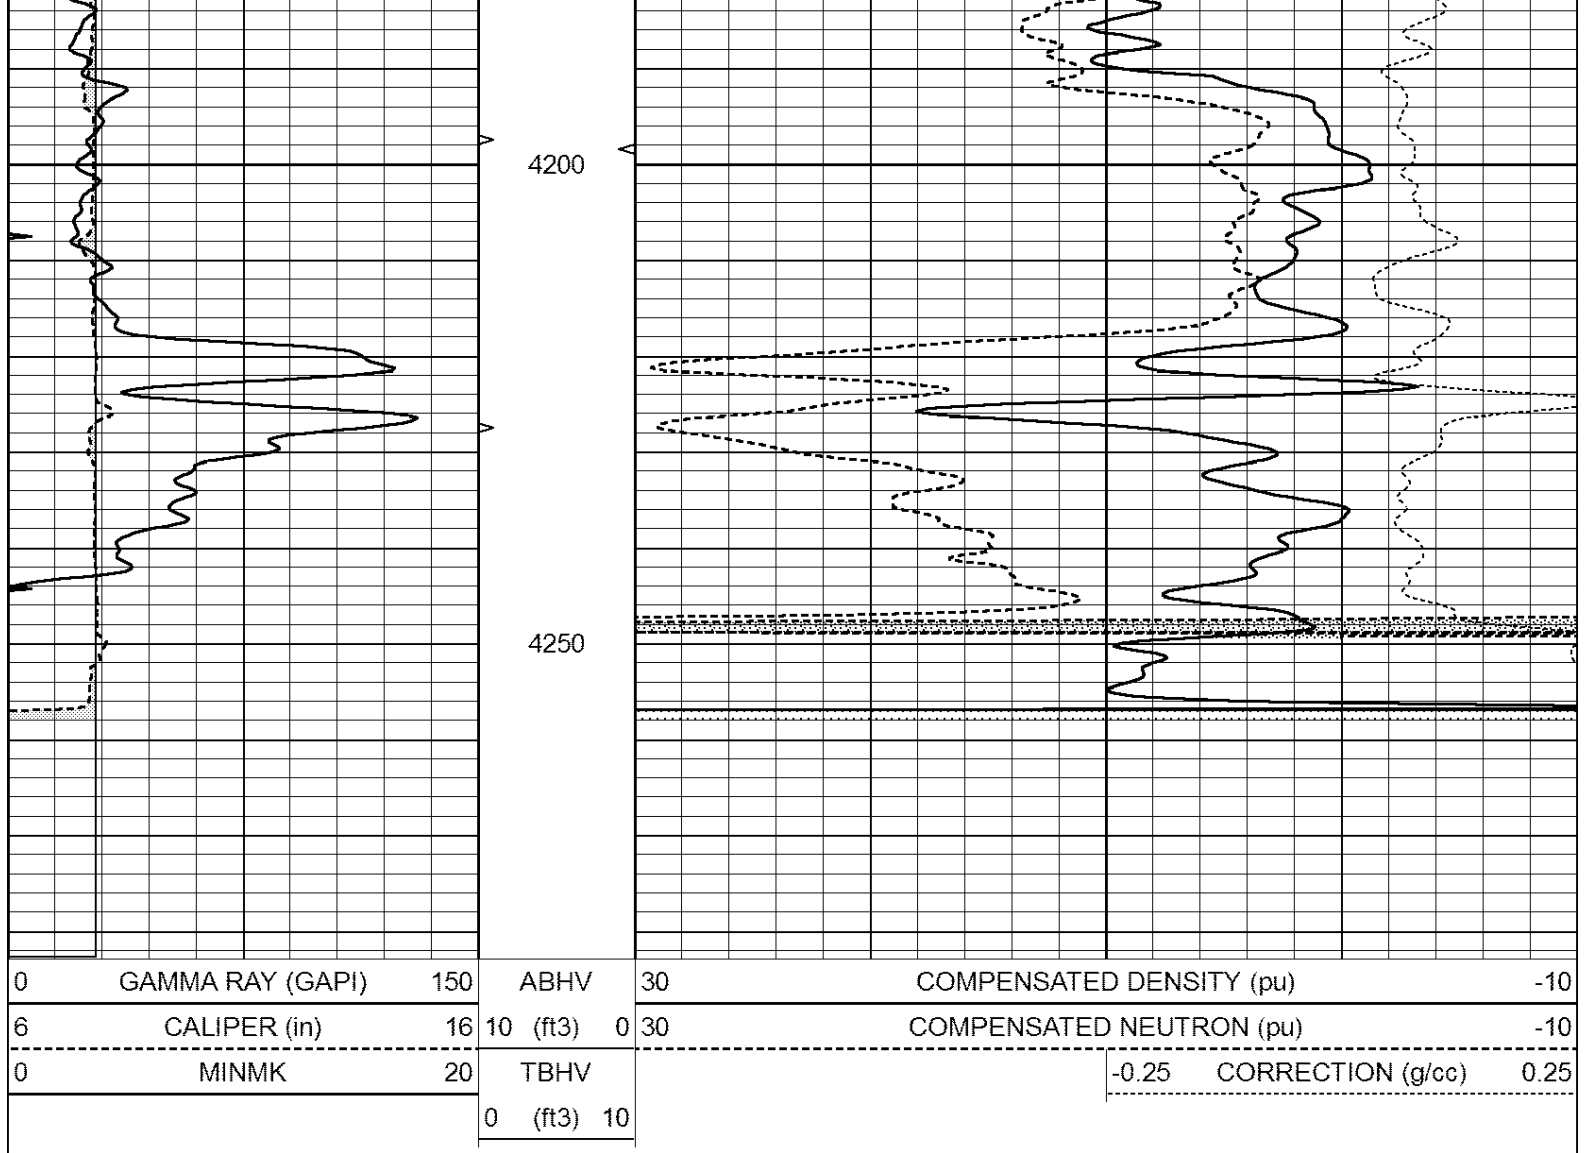 4200
4250
0 GAMMA RAY (GAPI) 150 ABHV 30 COMPENSATED DENSITY (pu) -10
6 CALIPER (in) 16 10 (ft3) 0 30 COMPENSATED NEUTRON (pu) -10
0 MINMK 20 TBHV -0.25 CORRECTION (g/cc) 0.25
0 (ft3) 10